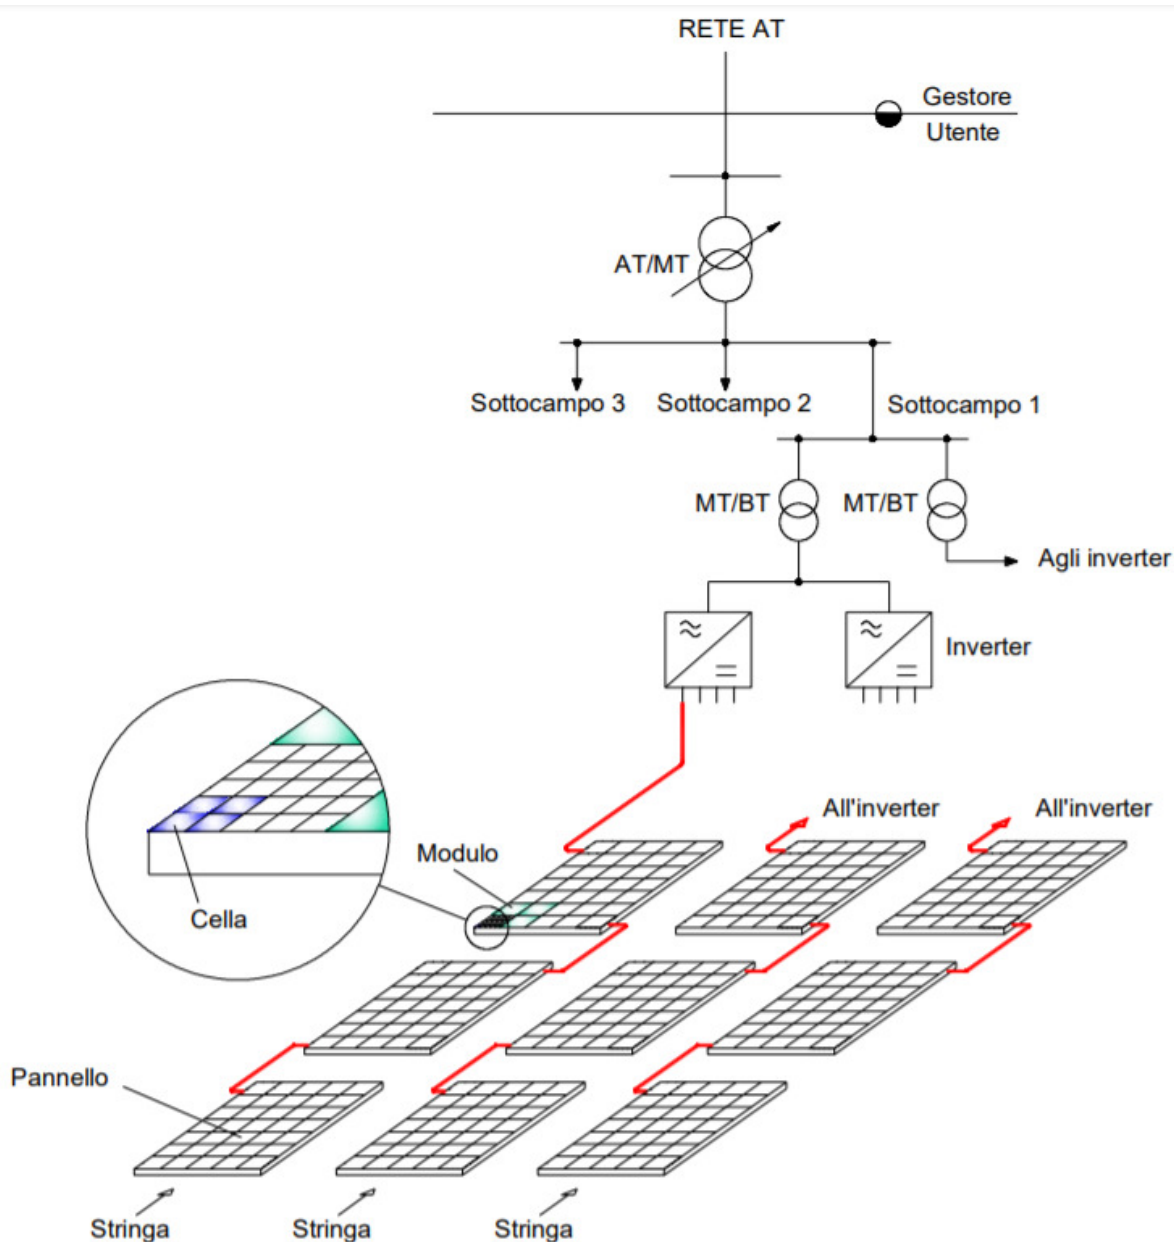 RETE AT
Gestore
Utente
AT/MT
Sottocampo 3
Sottocampo 2
Sottocampo 1
MT/BT
MT/BT
Agli inverter
Inverter
All'inverter
All'inverter
Modulo
Cella
Pannello
Stringa
Stringa
Stringa